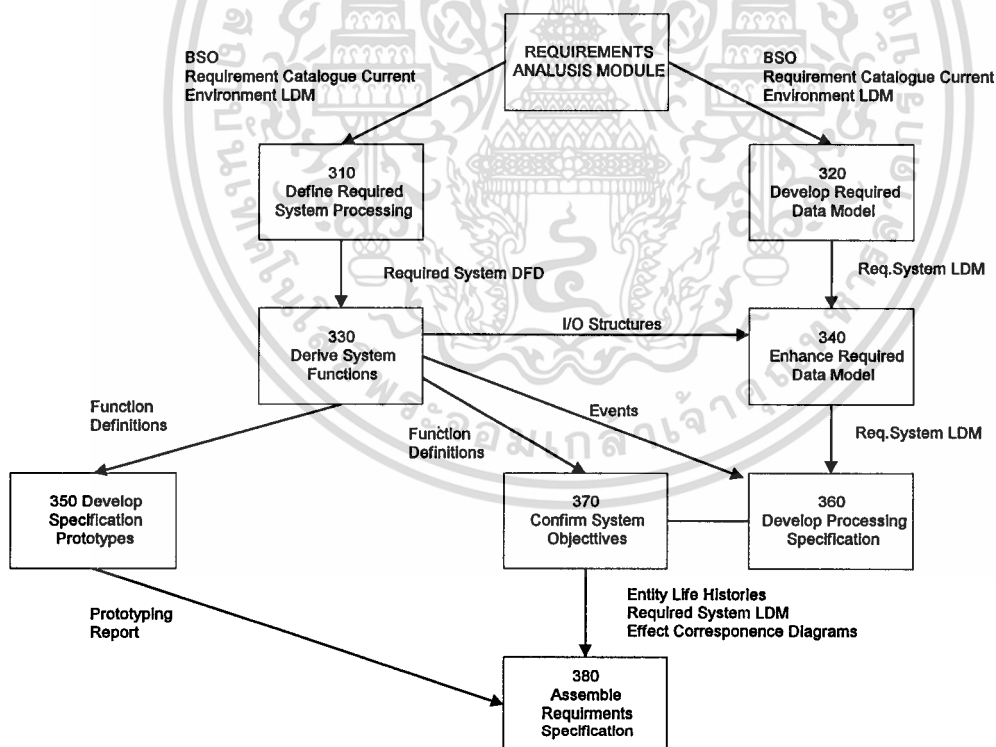 REQUIREMENTS
ANALUSIS MODULE
BSO
Requirement Catalogue Current
Environment LDM
BSO
Requirement Catalogue Current
Environment LDM
310
Define Required
System Processing
320
Develop Required
Data Model
Required System DFD
Req.System LDM
330
Derive System
Functions
I/O Structures
340
Enhance Required
Data Model
Function
Definitions
Function
Definitions
Events
Req.System LDM
350 Develop
Specification
Prototypes
370
Confirm System
Objecttives
360
Develop Processing
Specification
Prototyping
Report
Entity Life Histories
Required System LDM
Effect Corresponence Diagrams
380
Assemble
Requirments
Specification